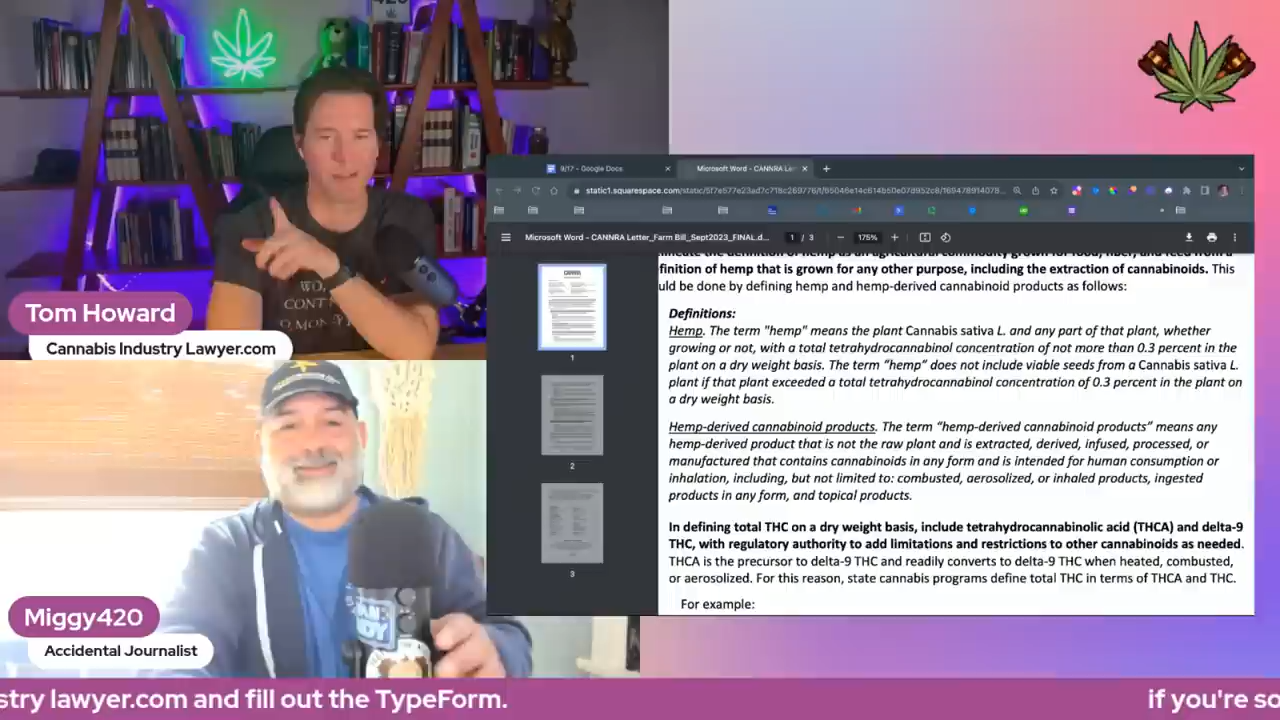 420
Tom Howard
Cannabis Industry Lawyer.com
Miggy420
Accidental Journalist
9/17 - Google Docs
Microsoft Word - CANNRA Let
Microsoft Word - CANNRA Letter_Farm Bill_Sept2023_FINAL.d...
1 / 3
175%
1
2
3
finition of hemp that is grown for any other purpose, including the extraction of cannabinoids. This
uld be done by defining hemp and hemp-derived cannabinoid products as follows:
Definitions:
Hemp. The term "hemp" means the plant Cannabis sativa L. and any part of that plant, whether
growing or not, with a total tetrahydrocannabinol concentration of not more than 0.3 percent in the
plant on a dry weight basis. The term “hemp” does not include viable seeds from a Cannabis sativa L.
plant if that plant exceeded a total tetrahydrocannabinol concentration of 0.3 percent in the plant on
a dry weight basis.
Hemp-derived cannabinoid products. The term “hemp-derived cannabinoid products” means any
hemp-derived product that is not the raw plant and is extracted, derived, infused, processed, or
manufactured that contains cannabinoids in any form and is intended for human consumption or
inhalation, including, but not limited to: combusted, aerosolized, or inhaled products, ingested
products in any form, and topical products.
In defining total THC on a dry weight basis, include tetrahydrocannabinolic acid (THCA) and delta-9
THC, with regulatory authority to add limitations and restrictions to other cannabinoids as needed.
THCA is the precursor to delta-9 THC and readily converts to delta-9 THC when heated, combusted,
or aerosolized. For this reason, state cannabis programs define total THC in terms of THCA and THC.
For example:
stry lawyer.com and fill out the TypeForm.
if you're so